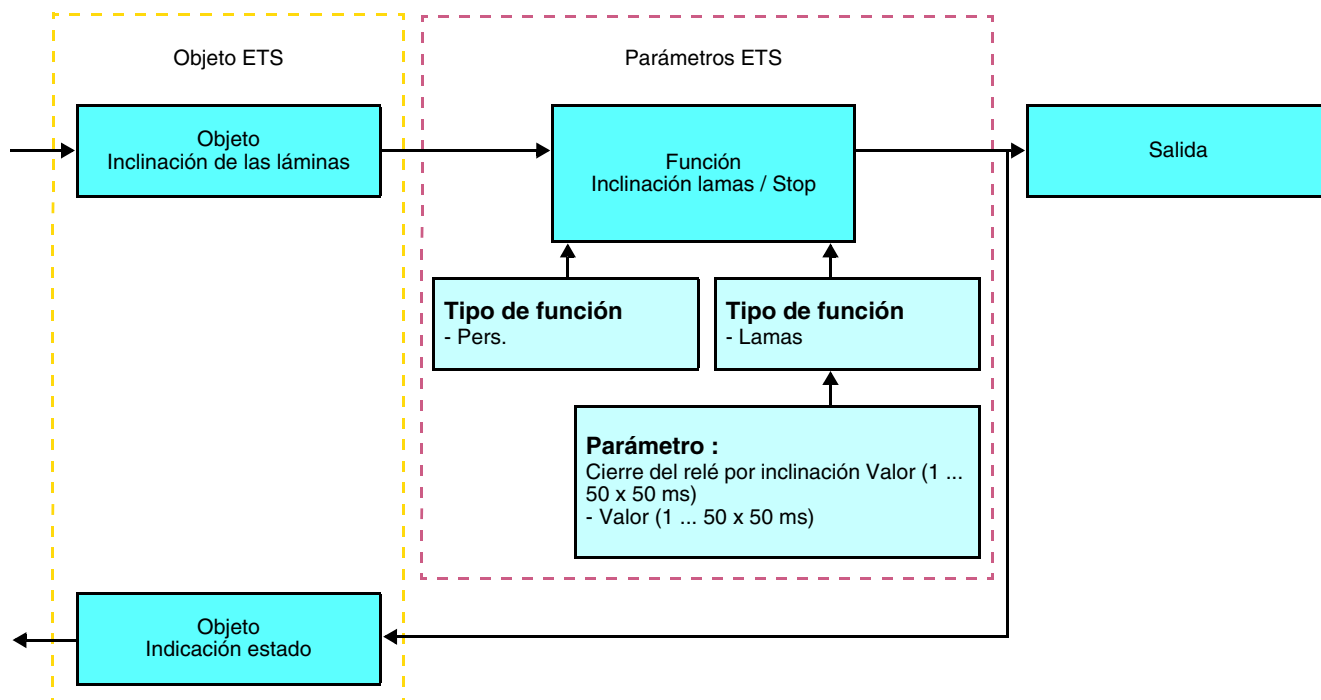 Objeto ETS
Parámetros ETS
Objeto
Inclinación de las láminas
Función
Inclinación lamas / Stop
Salida
Tipo de función
- Pers.
Tipo de función
- Lamas
Parámetro :
Cierre del relé por inclinación Valor (1 ...
50 x 50 ms)
- Valor (1 ... 50 x 50 ms)
Objeto
Indicación estado